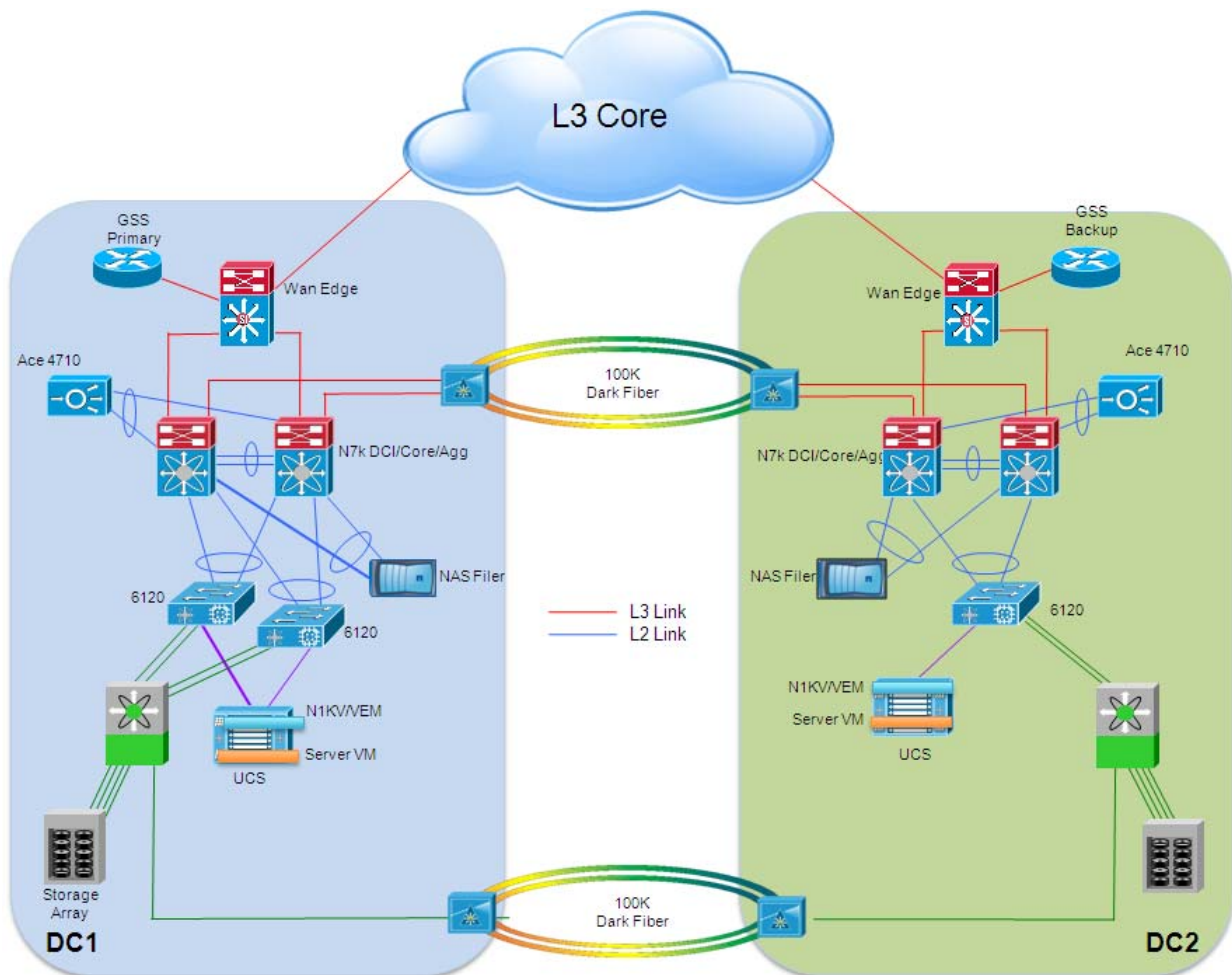 L3 Core
GSS
Primary
Wan Edge
GSS
Backup
Wan Edge
SI
SI
Ace 4710
Ace 4710
100K
Dark Fiber
N7k DCI/Core/Agg
N7k DCI/Core/Agg
NAS Filer
NAS Filer
6120
6120
6120
L3 Link
L2 Link
N1KV/VEM
Server VM
UCS
N1KV/VEM
Server VM
UCS
Storage
Array
100K
Dark Fiber
DC1
DC2